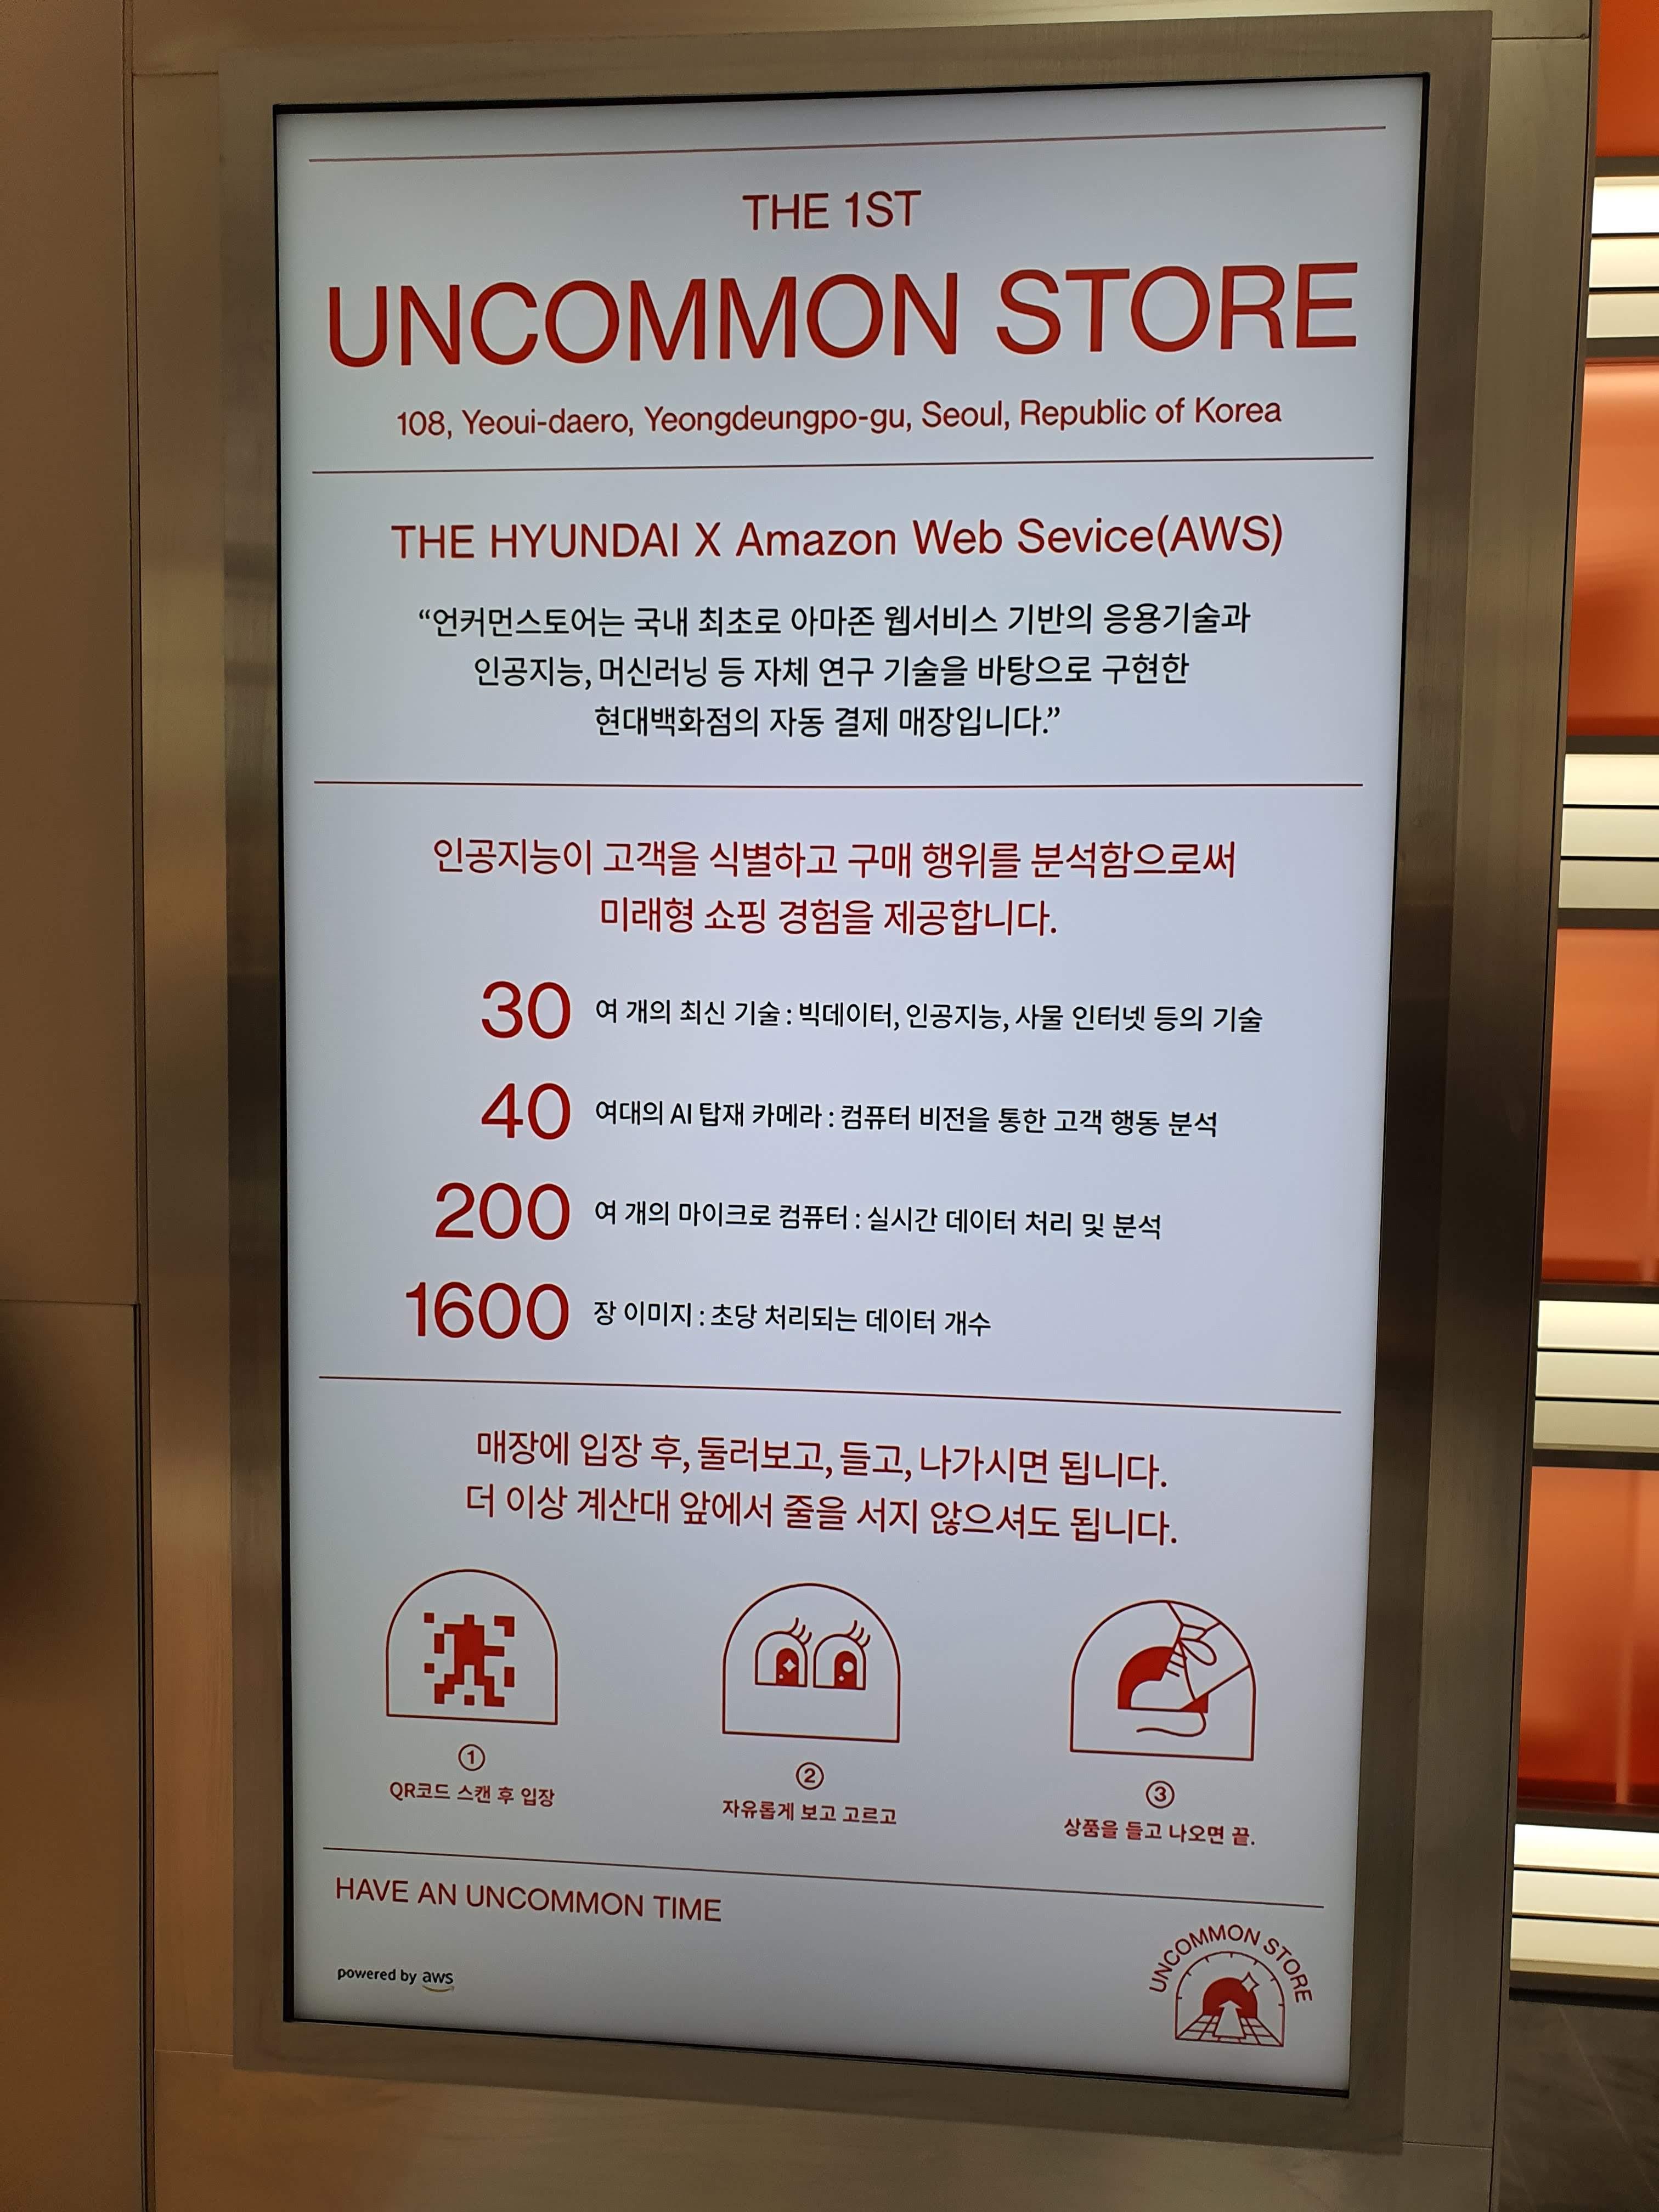 THE 1ST
UNCOMMON STORE
108, Yeoui-daero, Yeongdeungpo-gu, Seoul, Republic of Korea
THE HYUNDAI X Amazon Web Sevice(AWS)
“언커먼스토어는 국내 최초로 아마존 웹서비스 기반의 응용기술과
인공지능, 머신러닝 등 자체 연구 기술을 바탕으로 구현한
현대백화점의 자동 결제 매장입니다.”
인공지능이 고객을 식별하고 구매 행위를 분석함으로써
미래형 쇼핑 경험을 제공합니다.
30 여 개의 최신 기술 : 빅데이터, 인공지능, 사물 인터넷 등의 기술
40 여대의 AI 탑재 카메라 : 컴퓨터 비전을 통한 고객 행동 분석
200 여 개의 마이크로 컴퓨터 : 실시간 데이터 처리 및 분석
1600 장 이미지 : 초당 처리되는 데이터 개수
매장에 입장 후, 둘러보고, 들고, 나가시면 됩니다.
더 이상 계산대 앞에서 줄을 서지 않으셔도 됩니다.
①
QR코드 스캔 후 입장
②
자유롭게 보고 고르고
③
상품을 들고 나오면 끝.
HAVE AN UNCOMMON TIME
powered by aws
UNCOMMON STORE